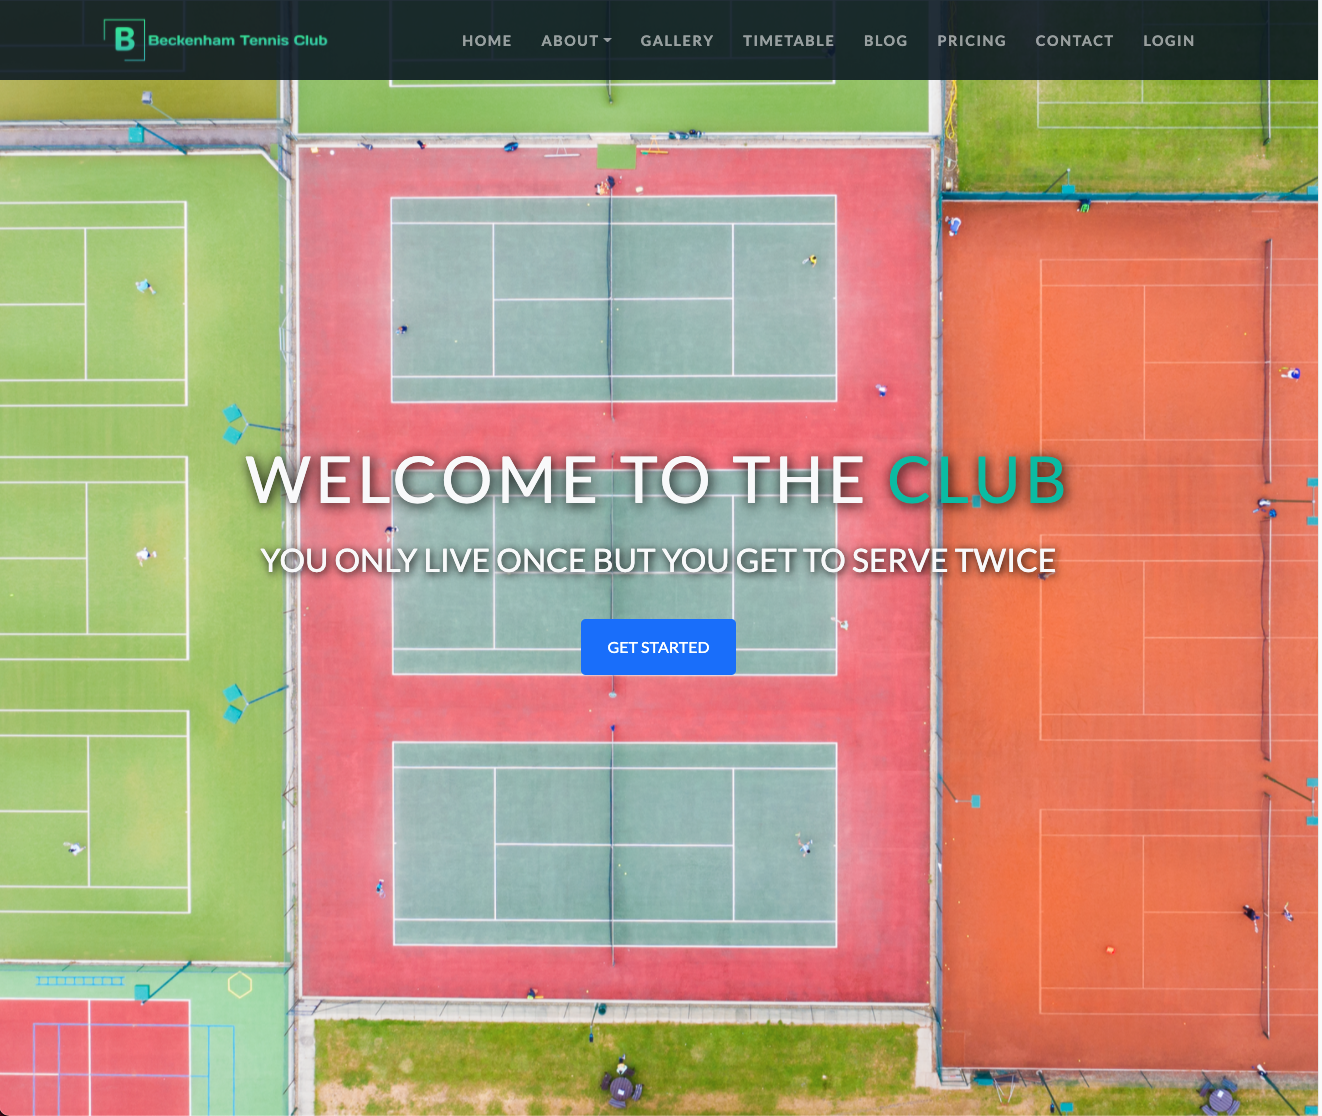 B Beckenham Tennis Club
HOME ABOUT GALLERY TIMETABLE BLOG PRICING CONTACT LOGIN
WELCOME TO THE CLUB
YOU ONLY LIVE ONCE BUT YOU GET TO SERVE TWICE
GET STARTED